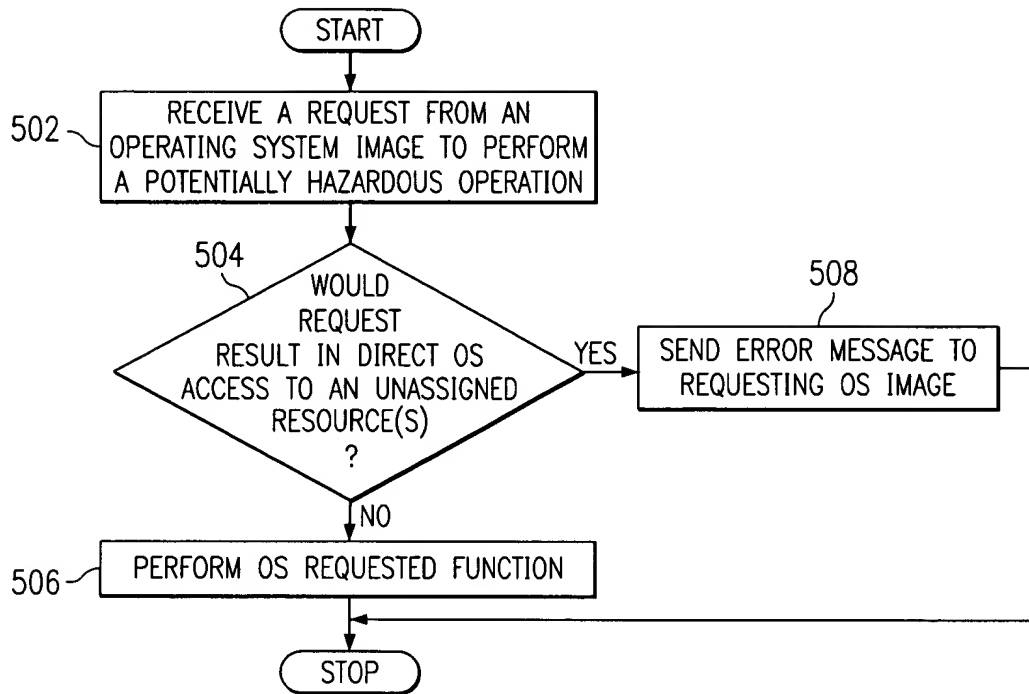 START
502
RECEIVE A REQUEST FROM AN
OPERATING SYSTEM IMAGE TO PERFORM
A POTENTIALLY HAZARDOUS OPERATION
504
WOULD
REQUEST
RESULT IN DIRECT OS
ACCESS TO AN UNASSIGNED
RESOURCE(S)
?
YES
508
SEND ERROR MESSAGE TO
REQUESTING OS IMAGE
NO
506
PERFORM OS REQUESTED FUNCTION
STOP